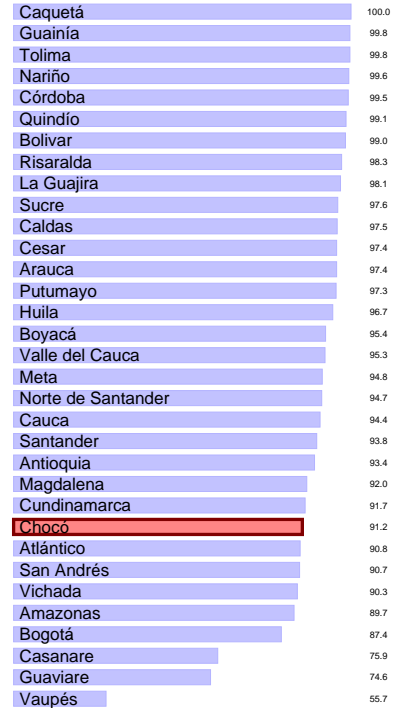 Caquetá 100.0
Guainía 99.8
Tolima 99.8
Nariño 99.6
Córdoba 99.5
Quindío 99.1
Bolivar 99.0
Risaralda 98.3
La Guajira 98.1
Sucre 97.6
Caldas 97.5
Cesar 97.4
Arauca 97.4
Putumayo 97.3
Huila 96.7
Boyacá 95.4
Valle del Cauca 95.3
Meta 94.8
Norte de Santander 94.7
Cauca 94.4
Santander 93.8
Antioquia 93.4
Magdalena 92.0
Cundinamarca 91.7
Chocó 91.2
Atlántico 90.8
San Andrés 90.7
Vichada 90.3
Amazonas 89.7
Bogotá 87.4
Casanare 75.9
Guaviare 74.6
Vaupés 55.7